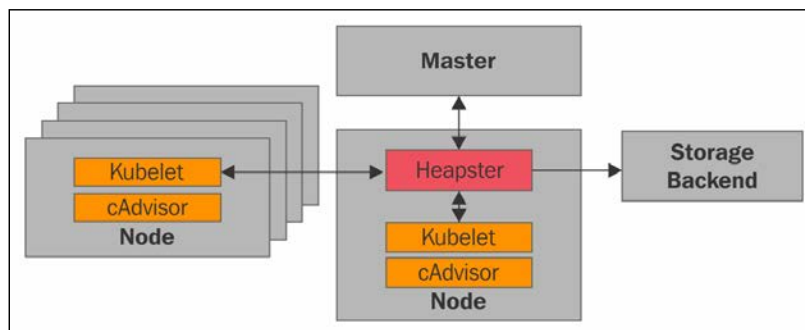 Master
Kubelet
cAdvisor
Node
Heapster
Kubelet
cAdvisor
Node
Storage
Backend